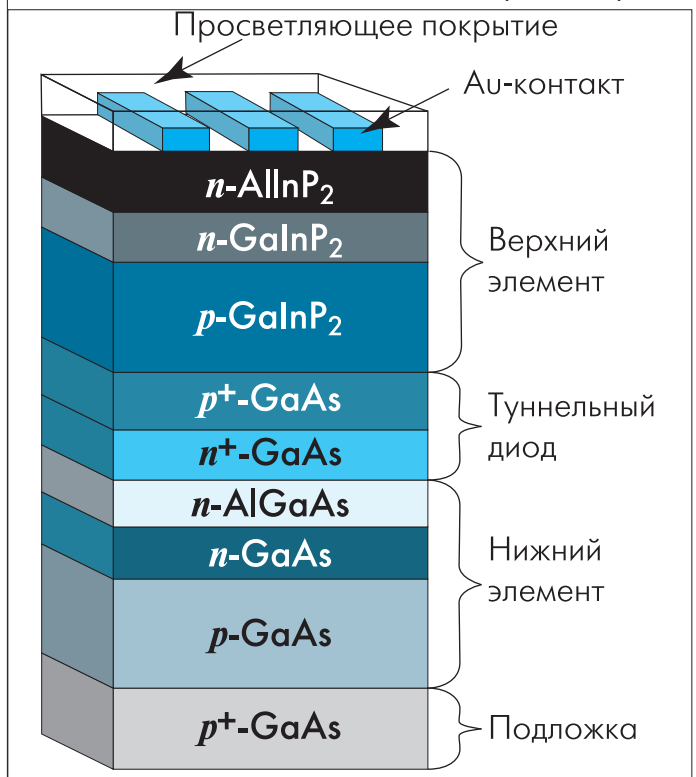 Просветляющее покрытие
Au-контакт
n-AlInP₂
n-GaInP₂
Верхний
элемент
p-GaInP₂
p⁺-GaAs
Туннельный
диод
n⁺-GaAs
n-AlGaAs
n-GaAs
Нижний
элемент
p-GaAs
p⁺-GaAs
Подложка